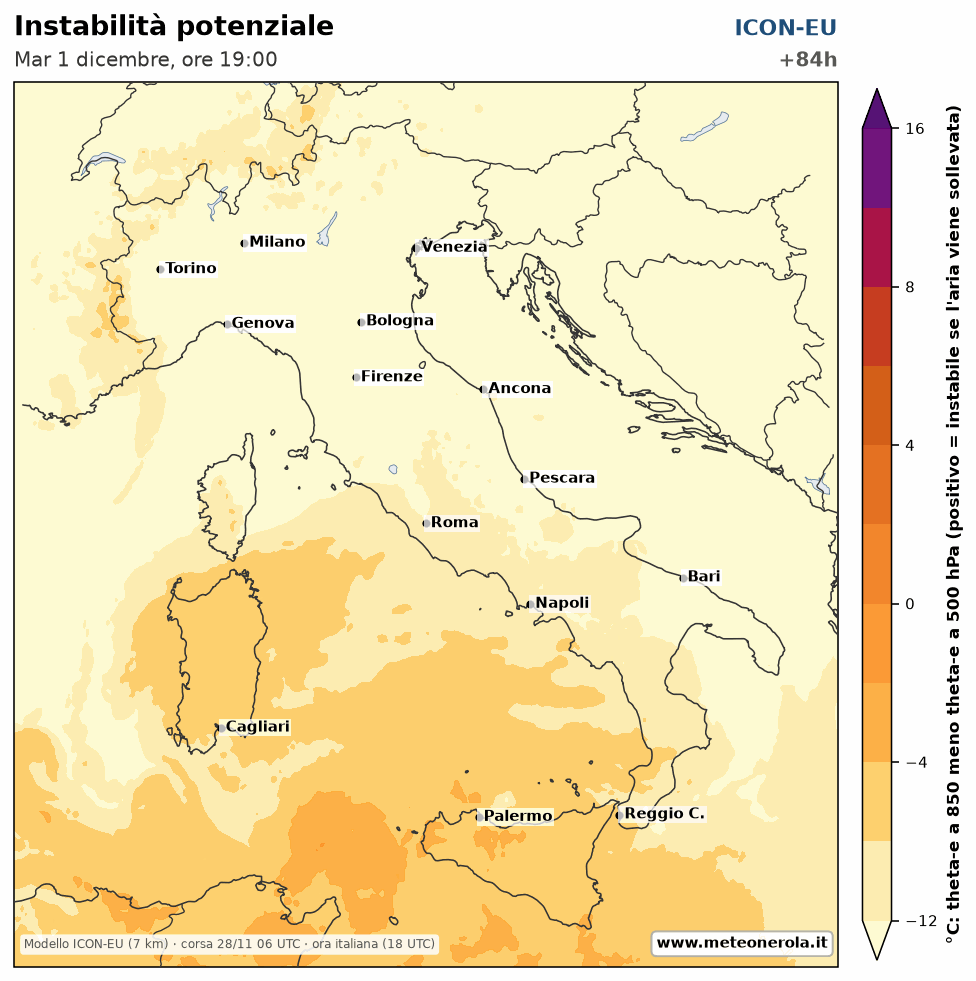 Instabilità potenziale
ICON-EU
Mar 1 dicembre, ore 19:00
+84h
Milano
Venezia
Torino
Genova
Bologna
Firenze
Ancona
Pescara
Roma
Bari
Napoli
Cagliari
Palermo
Reggio C.
Modello ICON-EU (7 km) · corsa 28/11 06 UTC · ora italiana (18 UTC)
www.meteonerola.it
16
8
4
0
−4
−12
°C: theta-e a 850 meno theta-e a 500 hPa (positivo = instabile se l'aria viene sollevata)